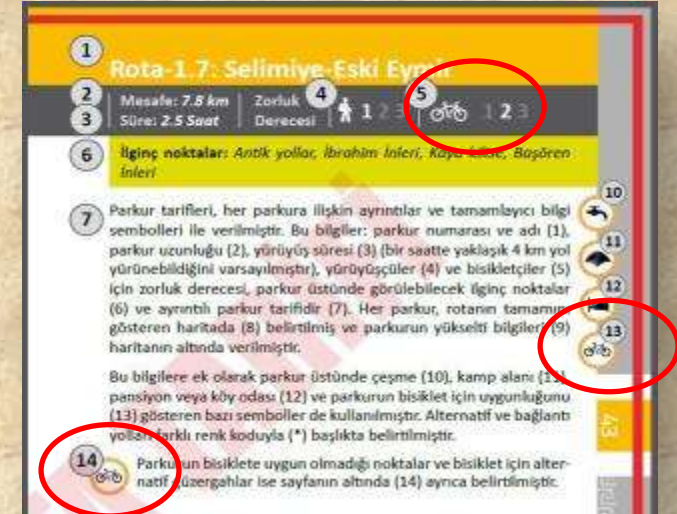 1
Rota-1.7: Selimiye-Eski Eymir
2 Mesafe: 7.8 km Zorluk 4 1 2 3 5 1 2 3
3 Süre: 2.5 Saat Derecesi
6 İlginç noktalar: Antik yollar, İbrahim İnleri, Kaya Kilise, Başören
İnleri
7 Parkur tarifleri, her parkura ilişkin ayrıntılar ve tamamlayıcı bilgi
sembolleri ile verilmiştir. Bu bilgiler: parkur numarası ve adı (1),
parkur uzunluğu (2), yürüyüş süresi (3) (bir saatte yaklaşık 4 km yol
yürünebildiğini varsayılmıştır), yürüyüşçüler (4) ve bisikletçiler (5)
için zorluk derecesi, parkur üstünde görülebilecek ilginç noktalar
(6) ve ayrıntılı parkur tarifidir (7). Her parkur, rotanın tamamını
gösteren haritada (8) belirtilmiş ve parkurun yükselti bilgileri (9)
haritanın altında verilmiştir.
10
11
12
13
Bu bilgilere ek olarak parkur üstünde çeşme (10), kamp alanı (11),
pansiyon veya köy odası (12) ve parkurun bisiklet için uygunluğunu
(13) gösteren bazı semboller de kullanılmıştır. Alternatif ve bağlantı
yolları farklı renk koduyla (*) başlıkta belirtilmiştir.
43
14 Parkurun bisiklete uygun olmadığı noktalar ve bisiklet için alter-
natif güzergahlar ise sayfanın altında (14) ayrıca belirtilmiştir.